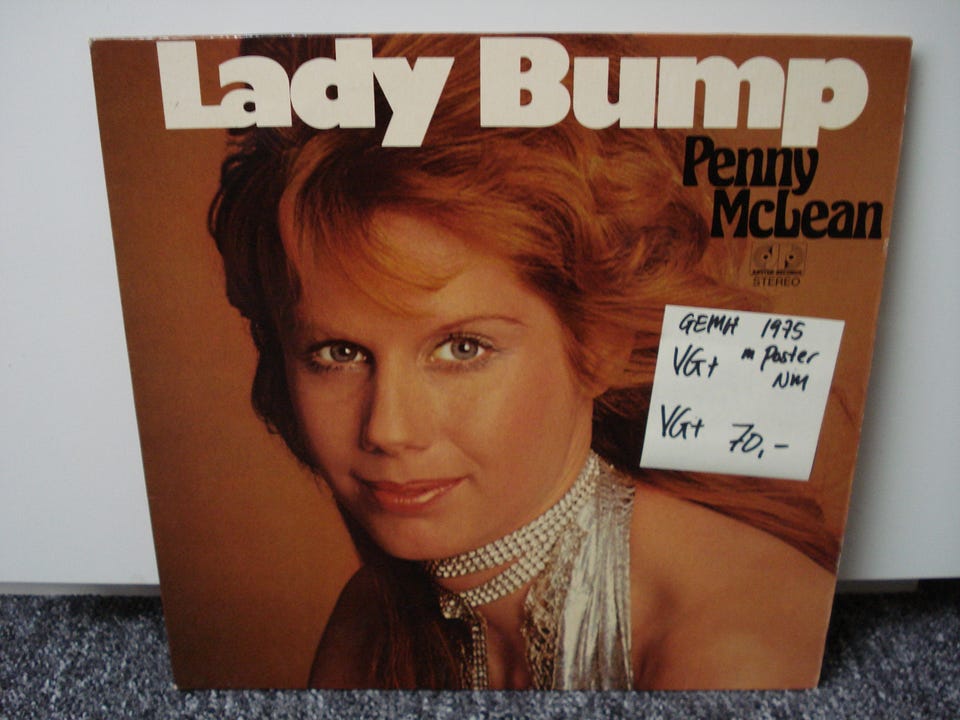 Lady Bump
Penny
McLean
JUPITER RECORDS
STEREO
GEMA 1975
VG+ m Poster
NM
VG+ 70,-